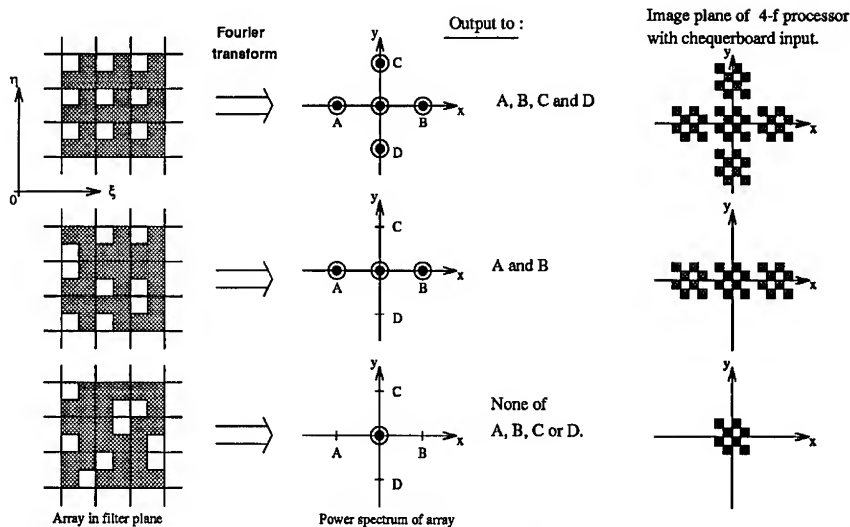 Fourier
transform
Output to :
Image plane of 4-f processor
with chequerboard input.
η
0
ξ
y
C
A
B
x
D
A, B, C and D
y
x
y
C
A
B
x
D
A and B
y
x
y
C
A
B
x
D
None of
A, B, C or D.
y
x
Array in filter plane
Power spectrum of array